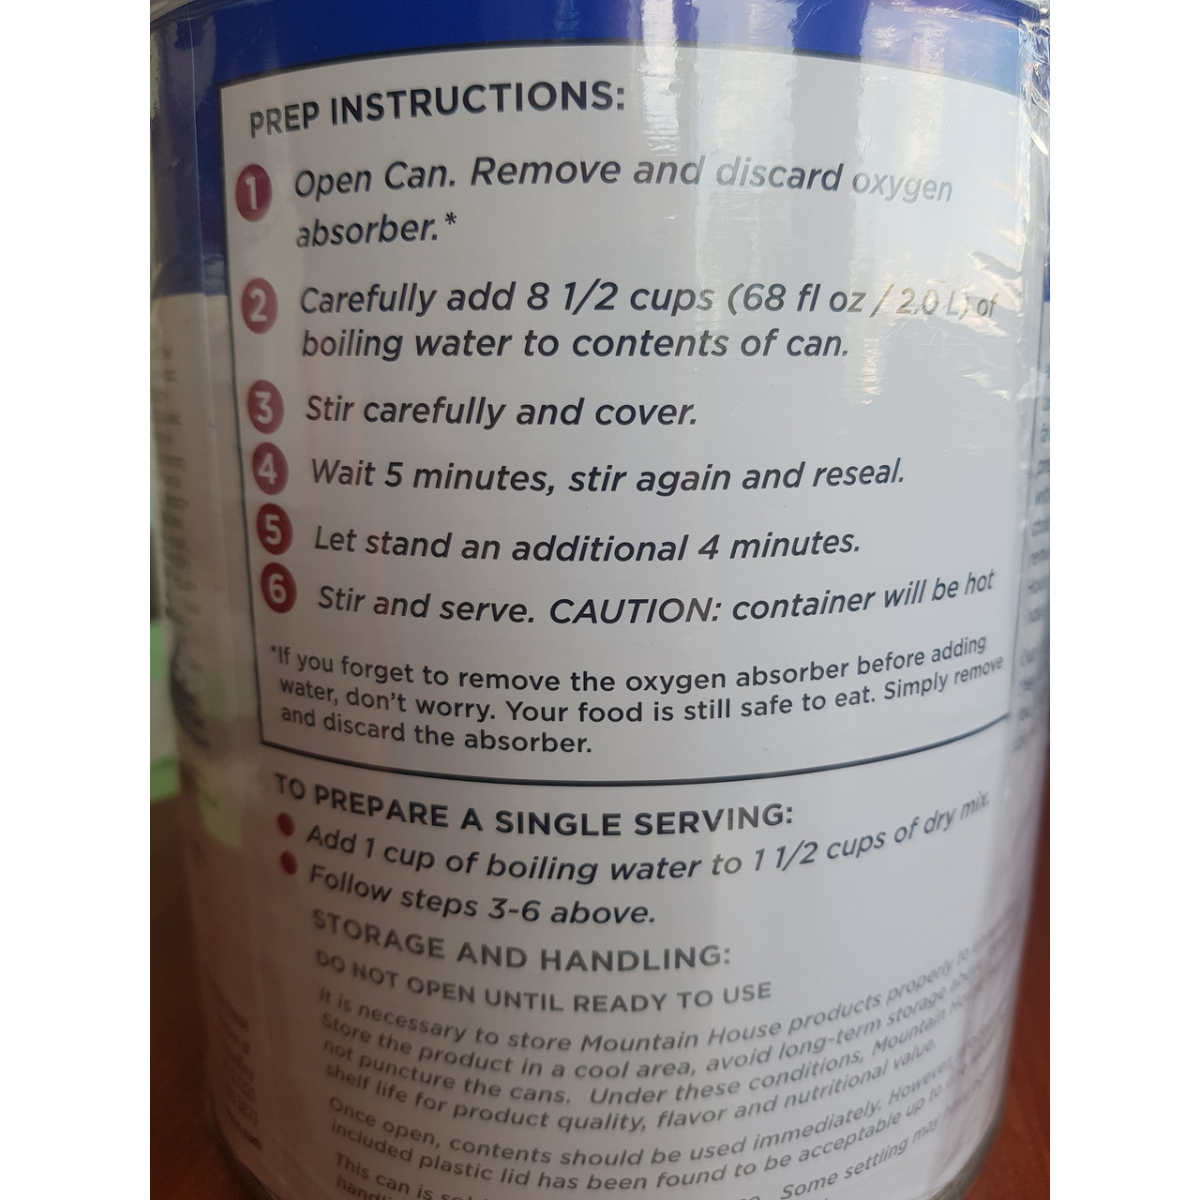 PREP INSTRUCTIONS:
1 Open Can. Remove and discard oxygen
absorber.*
2 Carefully add 8 1/2 cups (68 fl oz / 2.0 L) of
boiling water to contents of can.
3 Stir carefully and cover.
4 Wait 5 minutes, stir again and reseal.
5 Let stand an additional 4 minutes.
6 Stir and serve. CAUTION: container will be hot
*If you forget to remove the oxygen absorber before adding
water, don't worry. Your food is still safe to eat. Simply remove
and discard the absorber.
TO PREPARE A SINGLE SERVING:
Add 1 cup of boiling water to 1 1/2 cups of dry mix.
Follow steps 3-6 above.
STORAGE AND HANDLING:
DO NOT OPEN UNTIL READY TO USE
It is necessary to store Mountain House products properly to
Store the product in a cool area, avoid long-term storage
not puncture the cans. Under these conditions, Mountain
shelf life for product quality, flavor and nutritional value.
Once open, contents should be used immediately. However,
included plastic lid has been found to be acceptable up to
This can is Some settling may